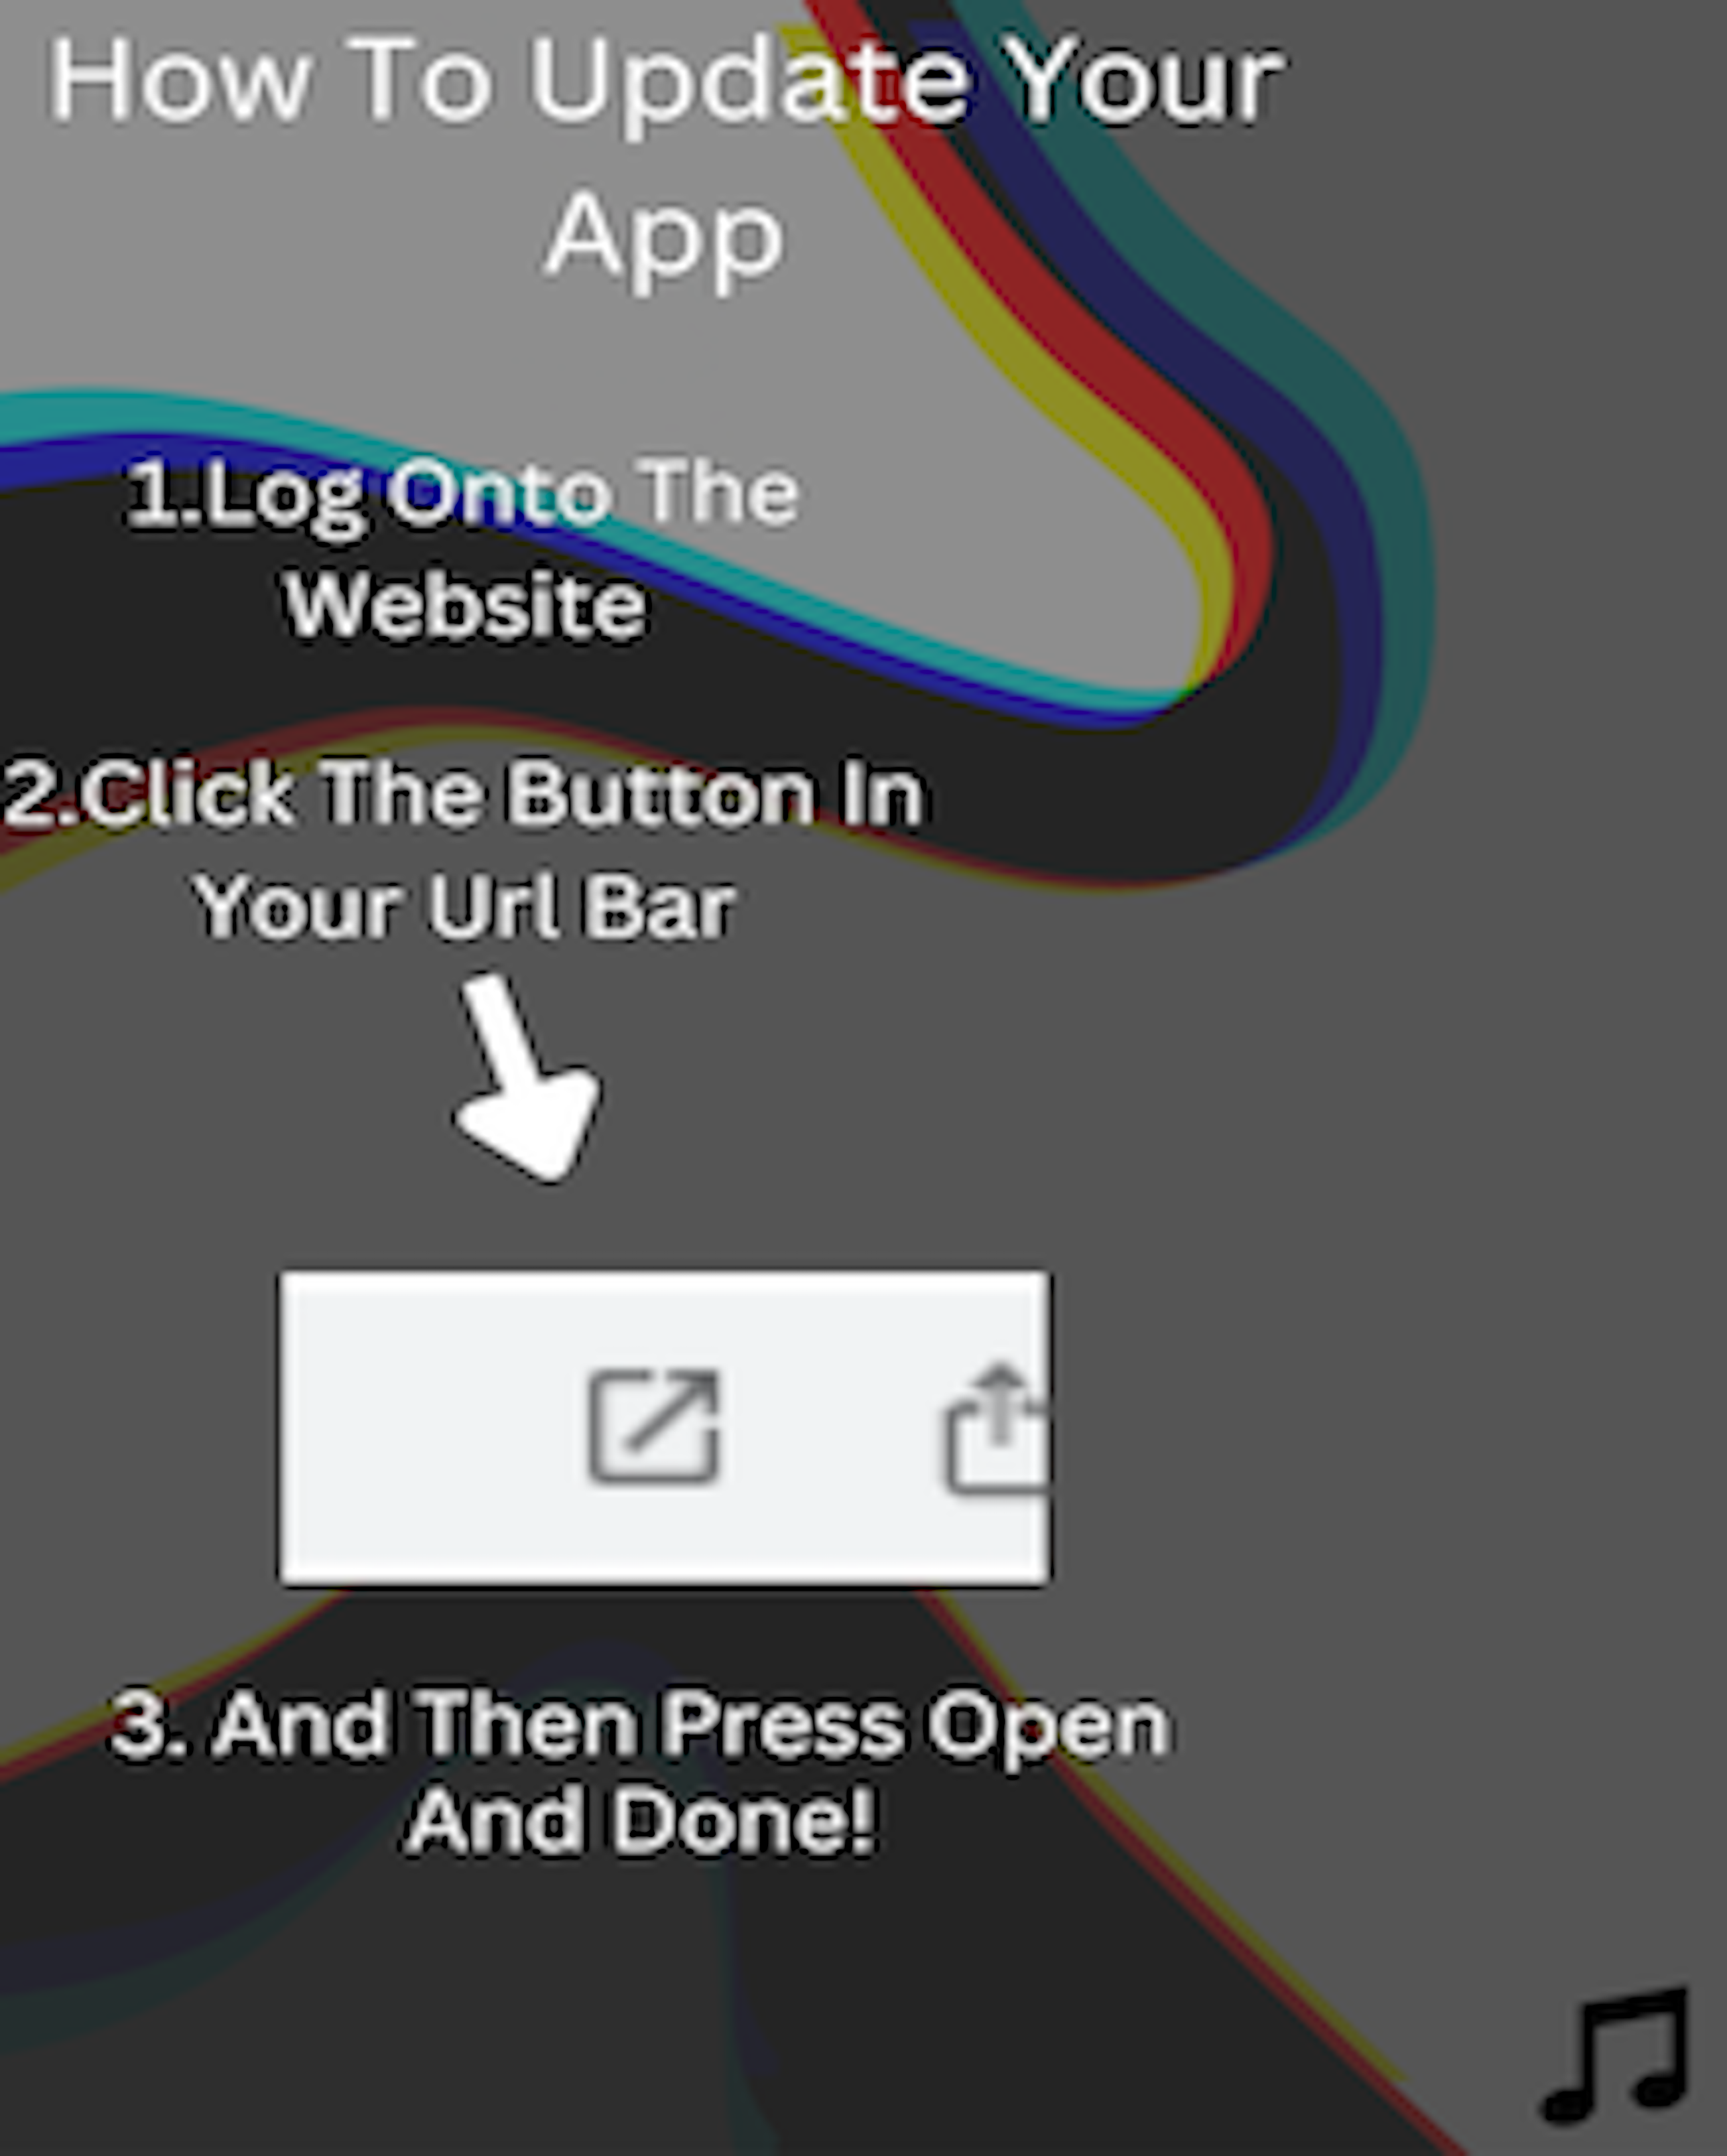 How To Update Your
App
1.Log Onto The
Website
2.Click The Button In
Your Url Bar
3. And Then Press Open
And Done!